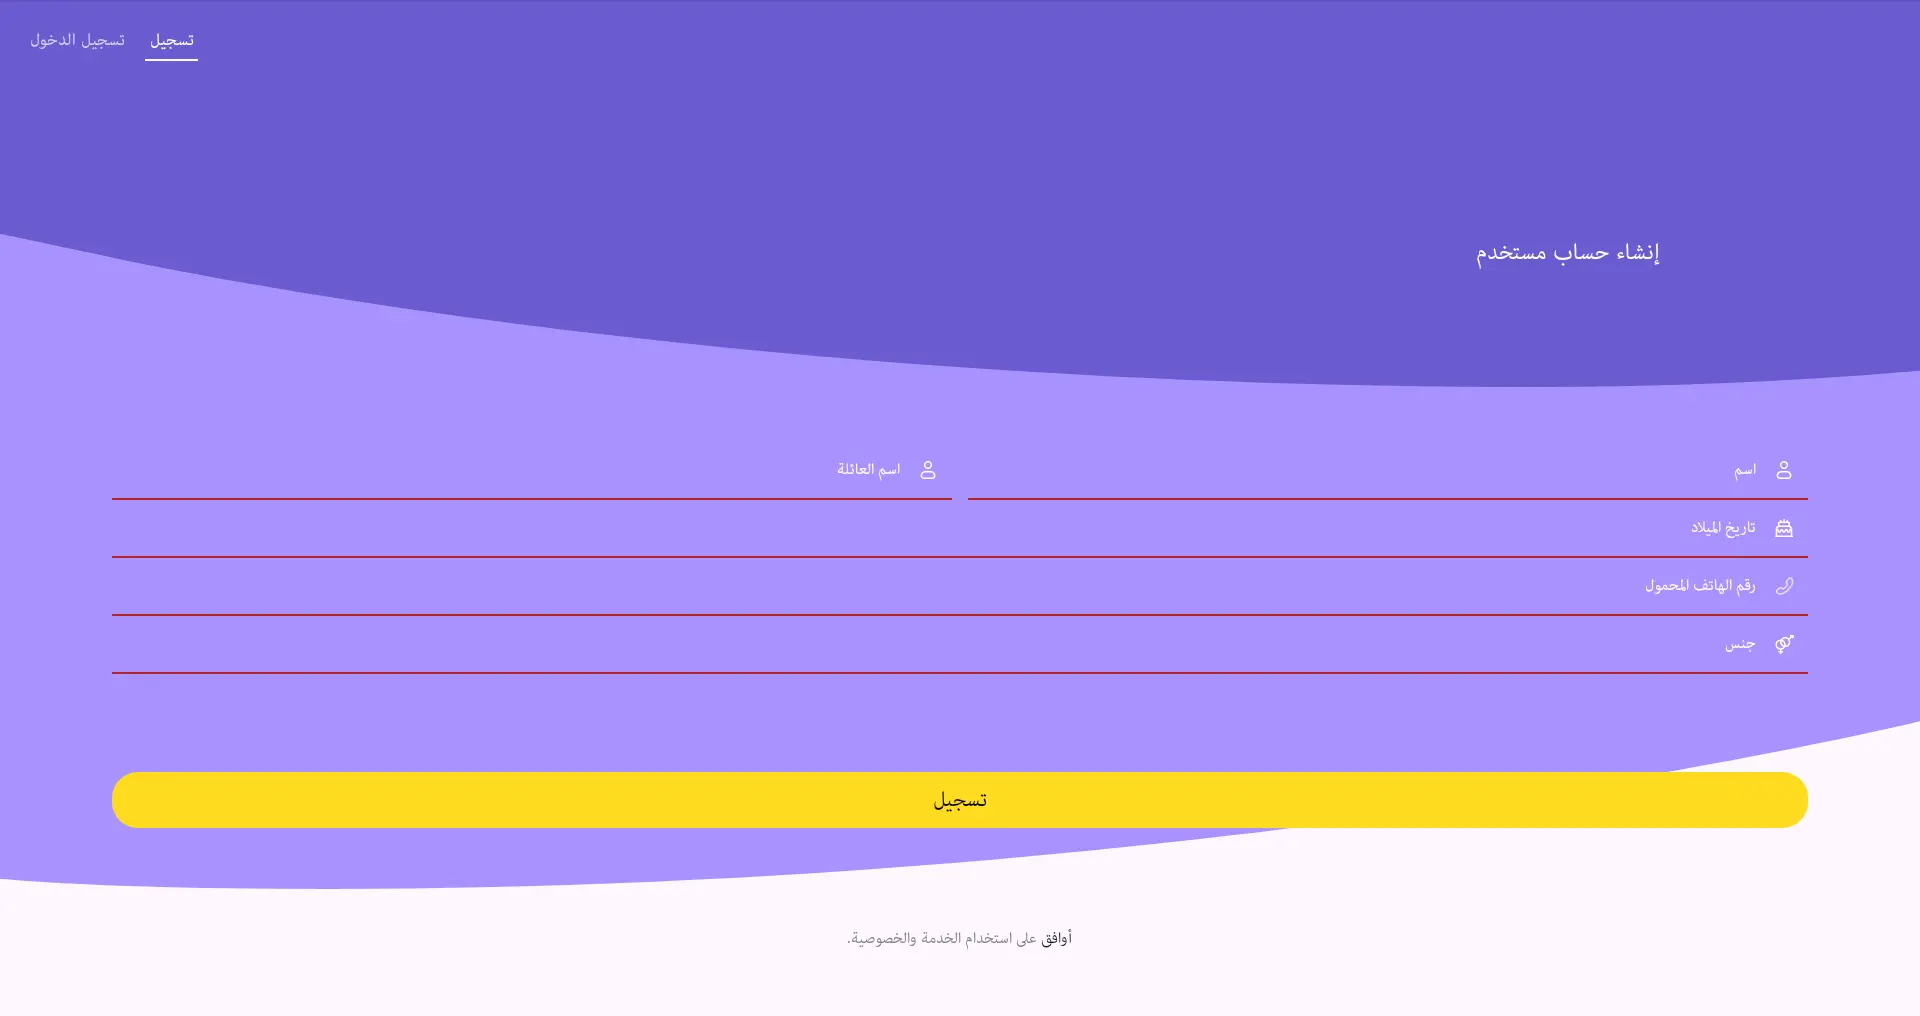 تسجيل
تسجيل الدخول
إنشاء حساب مستخدم
اسم
اسم العائلة
تاريخ الميلاد
رقم الهاتف المحمول
جنس
تسجيل
أوافق على استخدام الخدمة والخصوصية.